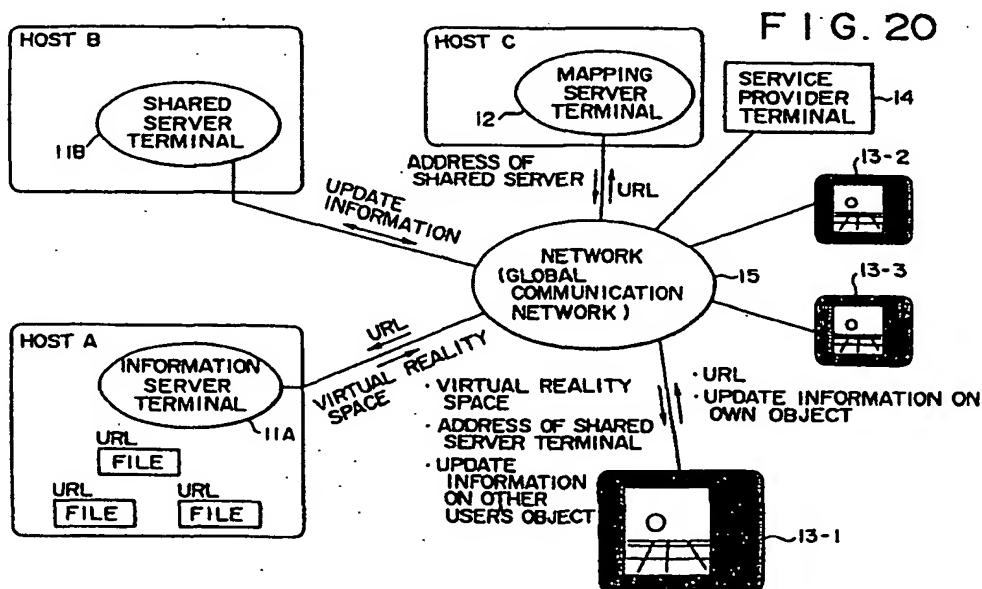 FIG. 20
HOST B
SHARED
SERVER
TERMINAL
11B
HOST C
MAPPING
SERVER
TERMINAL
12
SERVICE
PROVIDER
TERMINAL
14
ADDRESS OF
SHARED SERVER
URL
UPDATE
INFORMATION
13-2
NETWORK
(GLOBAL
COMMUNICATION
NETWORK)
15
13-3
HOST A
INFORMATION
SERVER
TERMINAL
11A
URL
FILE
URL
FILE
URL
FILE
URL
VIRTUAL REALITY
SPACE
· VIRTUAL REALITY
SPACE
· ADDRESS OF SHARED
SERVER TERMINAL
· UPDATE
INFORMATION
ON OTHER
USER'S OBJECT
· URL
· UPDATE INFORMATION ON
OWN OBJECT
13-1